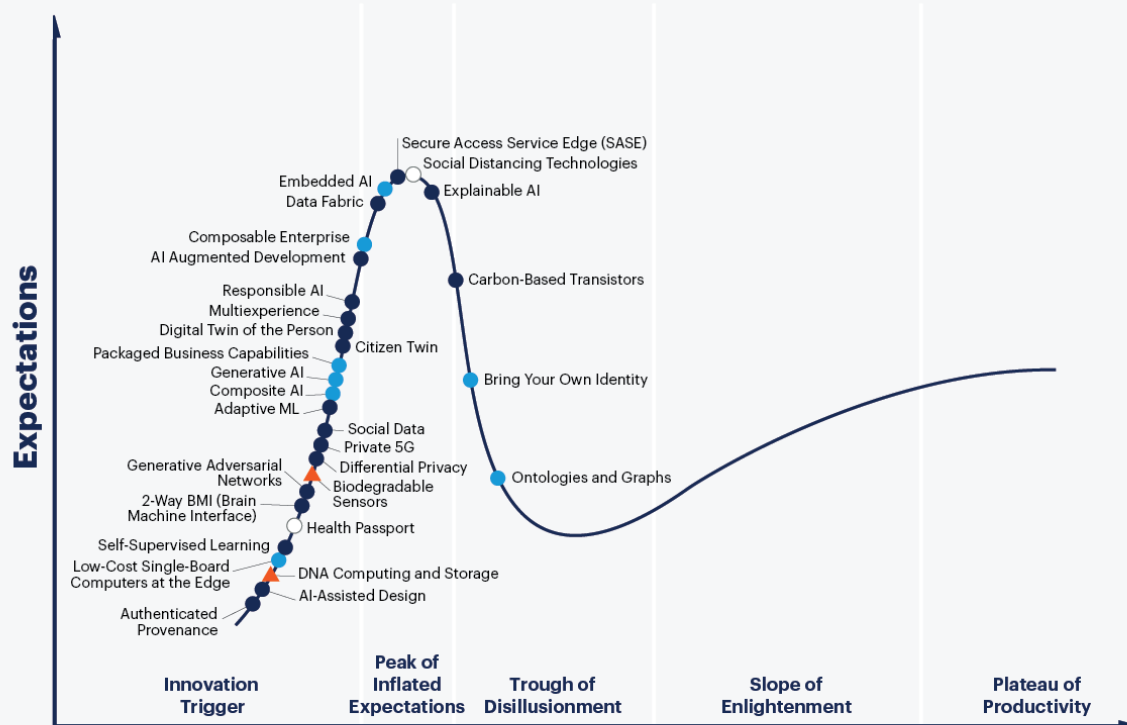 Secure Access Service Edge (SASE)
Social Distancing Technologies
Embedded AI
Explainable AI
Data Fabric
Composable Enterprise
AI Augmented Development
Carbon-Based Transistors
Responsible AI
Multiexperience
Digital Twin of the Person
Citizen Twin
Packaged Business Capabilities
Generative AI
Bring Your Own Identity
Composite AI
Adaptive ML
Social Data
Private 5G
Generative Adversarial
Networks
Differential Privacy
Ontologies and Graphs
Biodegradable
Sensors
2-Way BMI (Brain
Machine Interface)
Health Passport
Self-Supervised Learning
Low-Cost Single-Board
Computers at the Edge
DNA Computing and Storage
AI-Assisted Design
Authenticated
Provenance
Expectations
Innovation
Trigger
Peak of
Inflated
Expectations
Trough of
Disillusionment
Slope of
Enlightenment
Plateau of
Productivity